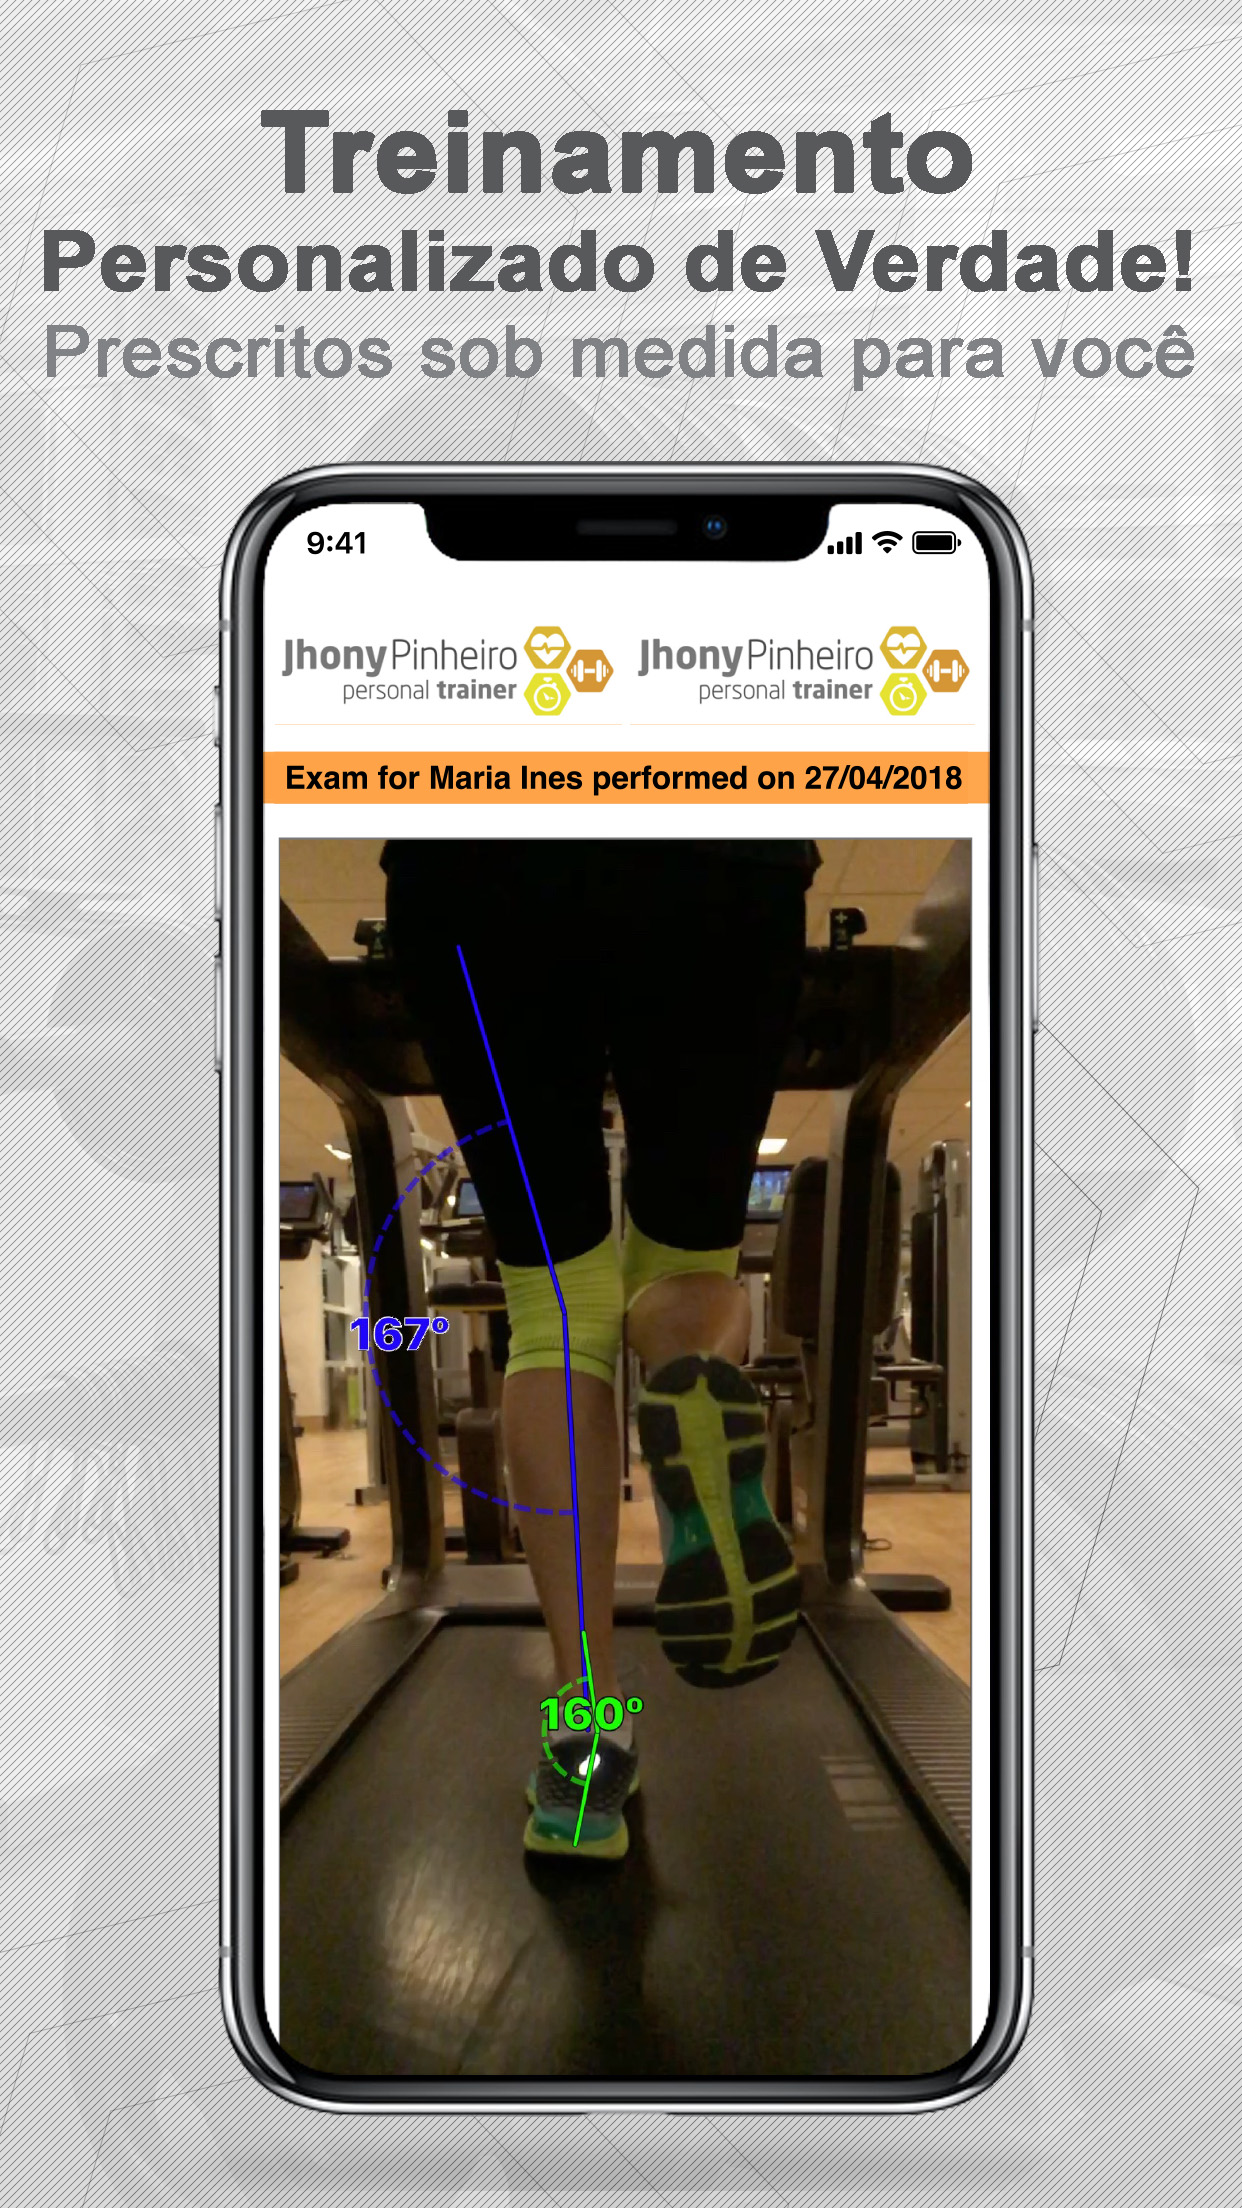 Treinamento
Personalizado de Verdade!
Prescritos sob medida para você
9:41
JhonyPinheiro
personal trainer
JhonyPinheiro
personal trainer
Exam for Maria Ines performed on 27/04/2018
167º
160º